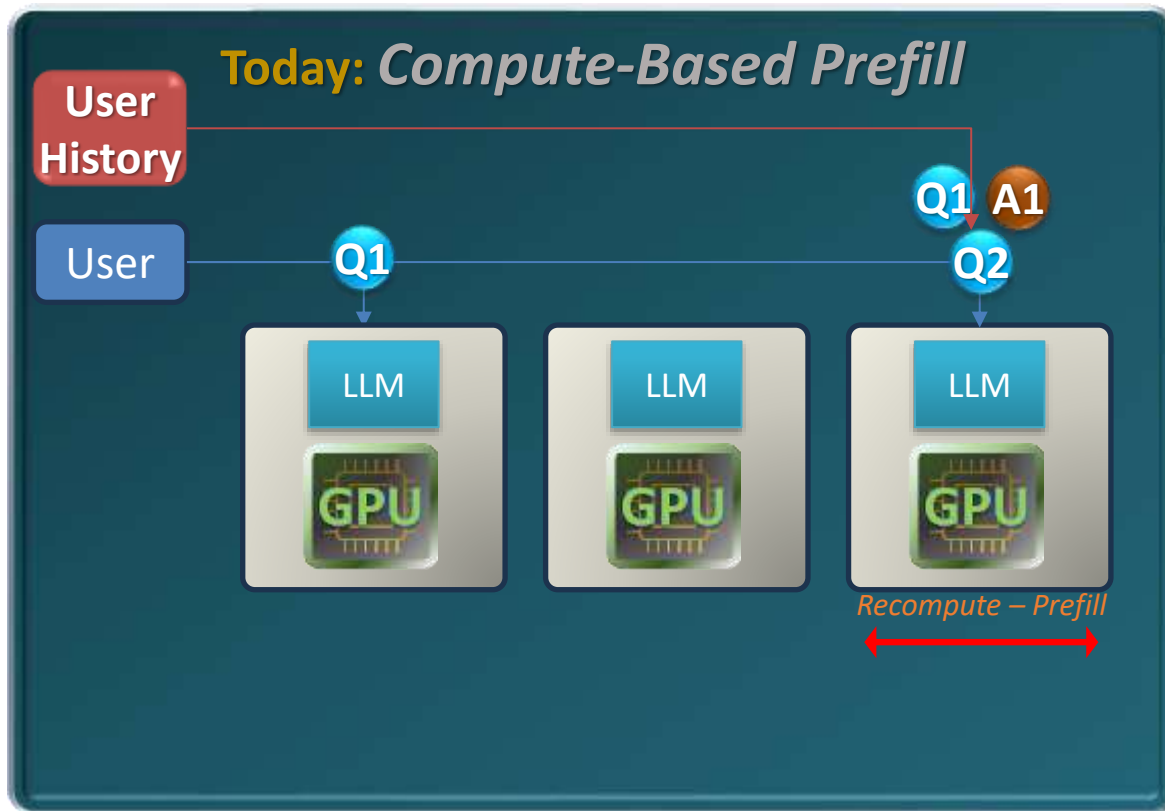 Today: Compute-Based Prefill
User
History
Q1 A1
User
Q1
Q2
LLM
LLM
LLM
GPU
GPU
GPU
Recompute – Prefill